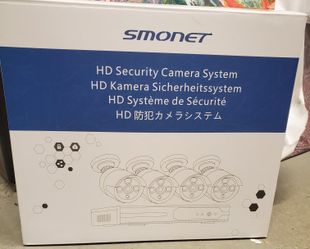 SMONET
HD Security Camera System
HD Kamera Sicherheitssystem
HD Système de Sécurité
HD 防犯カメラシステム